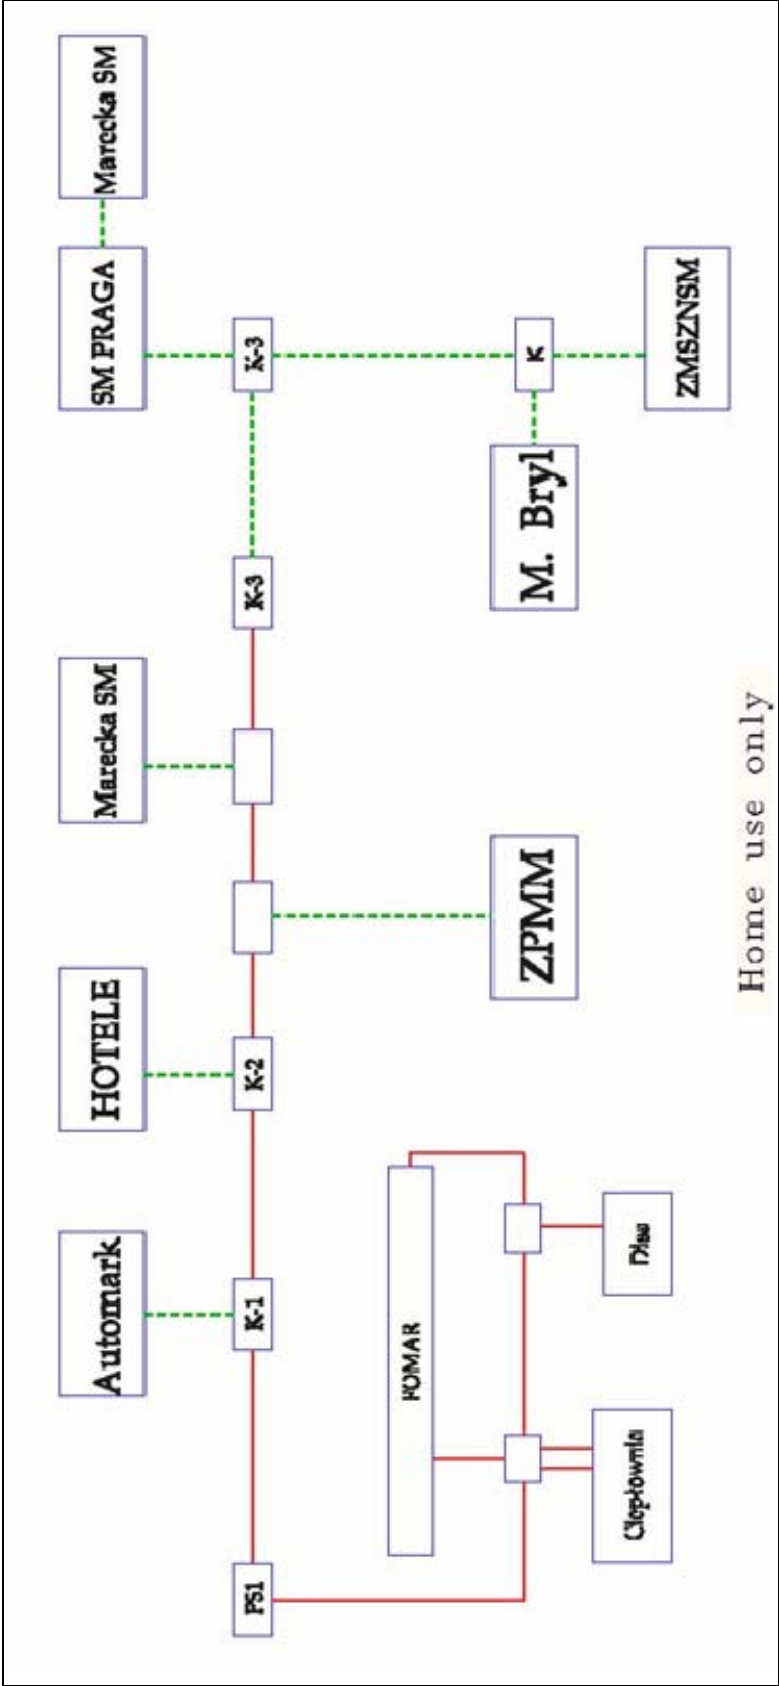 Automark
HOTELE
Marecka SM
SM PRAGA
Marecka SM
PS1
K-1
K-2
K-3
K-3
POMAR
ZPMM
M. Bryl
K
Ciepłownia
ZMSZNSM
Home use only